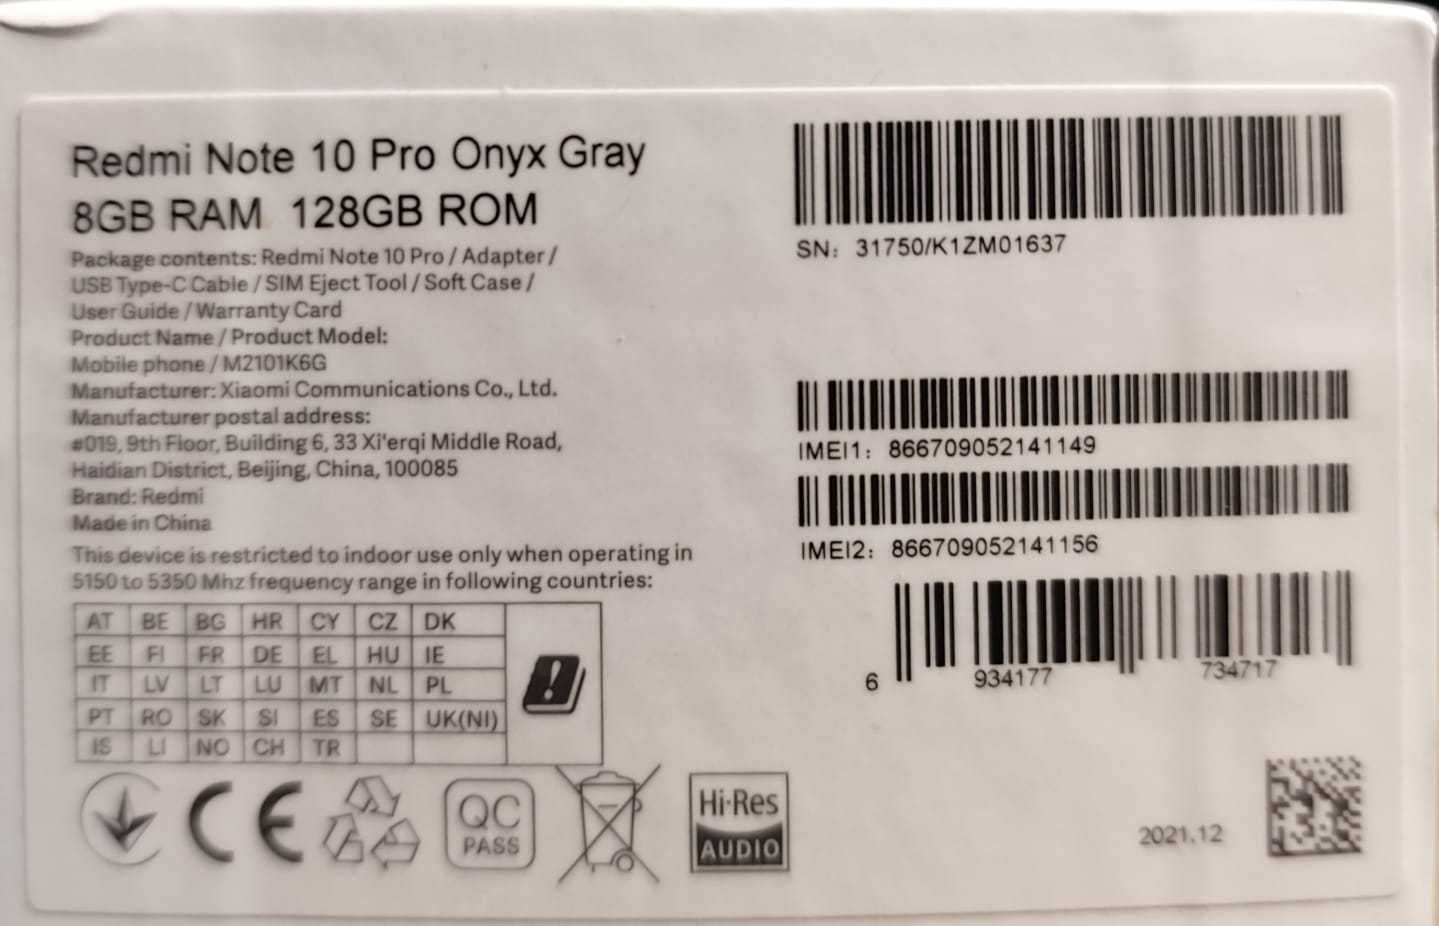 Redmi Note 10 Pro Onyx Gray
8GB RAM 128GB ROM
Package contents: Redmi Note 10 Pro / Adapter /
USB Type-C Cable / SIM Eject Tool / Soft Case /
User Guide / Warranty Card
Product Name / Product Model:
Mobile phone / M2101K6G
Manufacturer: Xiaomi Communications Co., Ltd.
Manufacturer postal address:
#019, 9th Floor, Building 6, 33 Xi'erqi Middle Road,
Haidian District, Beijing, China, 100085
Brand: Redmi
Made in China
This device is restricted to indoor use only when operating in
5150 to 5350 Mhz frequency range in following countries:
AT BE BG HR CY CZ DK
EE FI FR DE EL HU IE
IT LV LT LU MT NL PL
PT RO SK SI ES SE UK(NI)
IS LI NO CH TR
CE
QC
PASS
Hi-Res
AUDIO
SN: 31750/K1ZM01637
IMEI1: 866709052141149
IMEI2: 866709052141156
6 934177 734717
2021.12